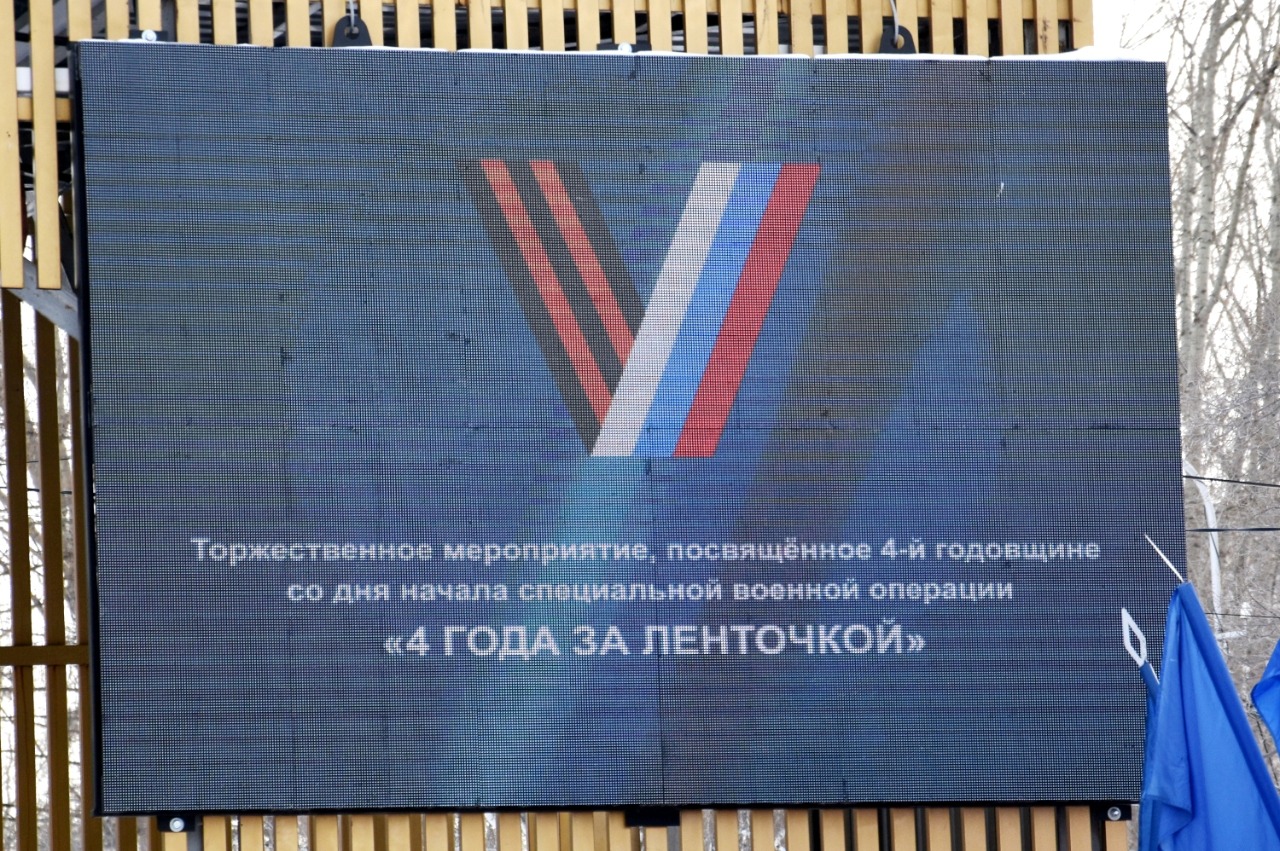 Торжественное мероприятие, посвящённое 4-й годовщине
со дня начала специальной военной операции
«4 ГОДА ЗА ЛЕНТОЧКОЙ»